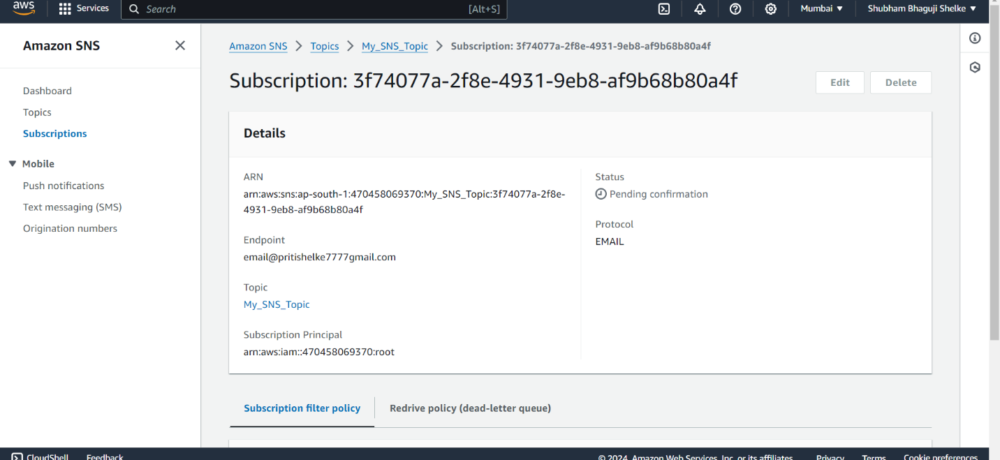 aws
Services
Search [Alt+S]
Mumbai ▼
Shubham Bhaguji Shelke ▼
Amazon SNS
Dashboard
Topics
Subscriptions
Mobile
Push notifications
Text messaging (SMS)
Origination numbers
Amazon SNS > Topics > My_SNS_Topic > Subscription: 3f74077a-2f8e-4931-9eb8-af9b68b80a4f
Subscription: 3f74077a-2f8e-4931-9eb8-af9b68b80a4f
Edit
Delete
Details
ARN
arn:aws:sns:ap-south-1:470458069370:My_SNS_Topic:3f74077a-2f8e-
4931-9eb8-af9b68b80a4f
Endpoint
email@pritishelke7777gmail.com
Topic
My_SNS_Topic
Subscription Principal
arn:aws:iam::470458069370:root
Status
Pending confirmation
Protocol
EMAIL
Subscription filter policy
Redrive policy (dead-letter queue)
CloudShell
Feedback
© 2024, Amazon Web Services, Inc. or its affiliates.
Privacy
Terms
Cookie preferences